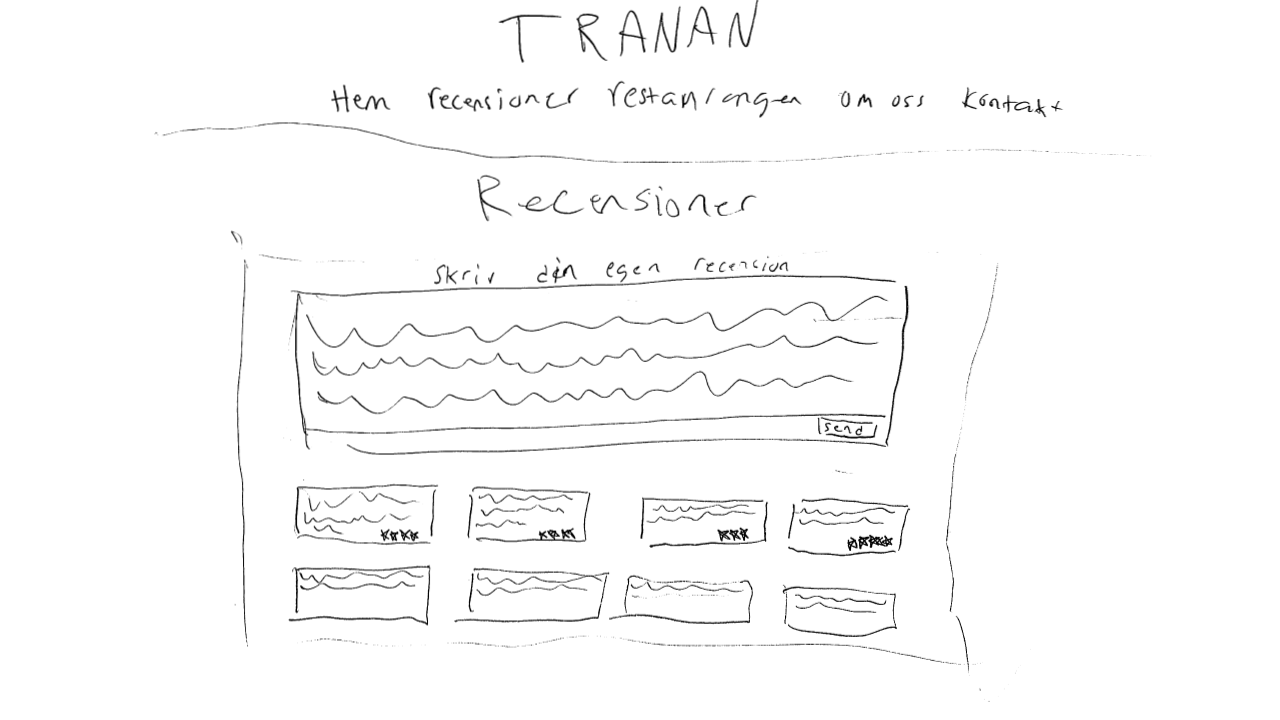 TRANAN
Hem recensioner restaurangen om oss kontakt
Recensioner
skriv din egen recension
send